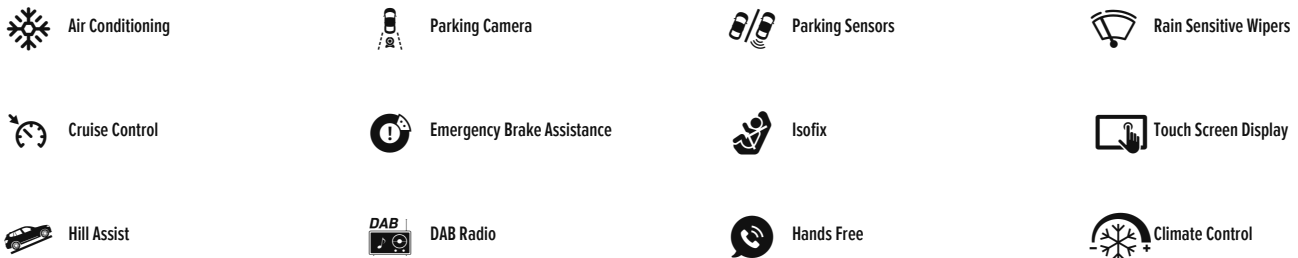 Air Conditioning
Parking Camera
Parking Sensors
Rain Sensitive Wipers
Cruise Control
Emergency Brake Assistance
Isofix
Touch Screen Display
Hill Assist
DAB
DAB Radio
Hands Free
Climate Control